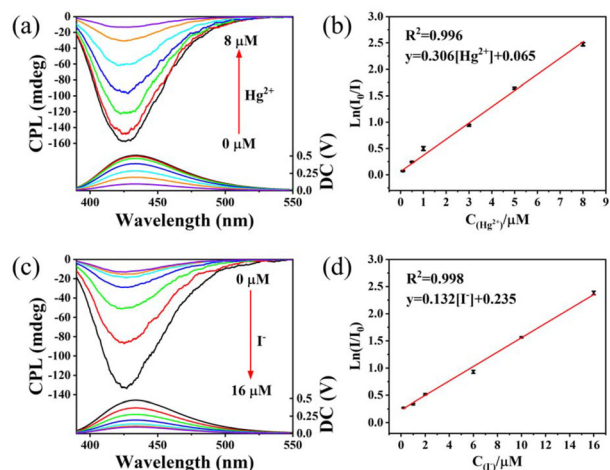 (a)
0
-20
-40
-60
-80
-100
-120
-140
-160
CPL (mdeg)
8 μM
Hg2+
0 μM
0.5
0.25
0
DC (V)
400 450 500 550
Wavelength (nm)
(b)
3.0
2.5
2.0
1.5
1.0
0.5
0.0
Ln(I0/I)
R2=0.996
y=0.306[Hg2+]+0.065
0 1 2 3 4 5 6 7 8 9
C(Hg2+)/μM
(c)
0
-20
-40
-60
-80
-100
-120
-140
CPL (mdeg)
0 μM
I-
16 μM
0.5
0.25
0
DC (V)
400 450 500 550
Wavelength (nm)
(d)
3.0
2.5
2.0
1.5
1.0
0.5
0.0
Ln(I/I0)
R2=0.998
y=0.132[I-]+0.235
0 2 4 6 8 10 12 14 16
C(I-)/μM